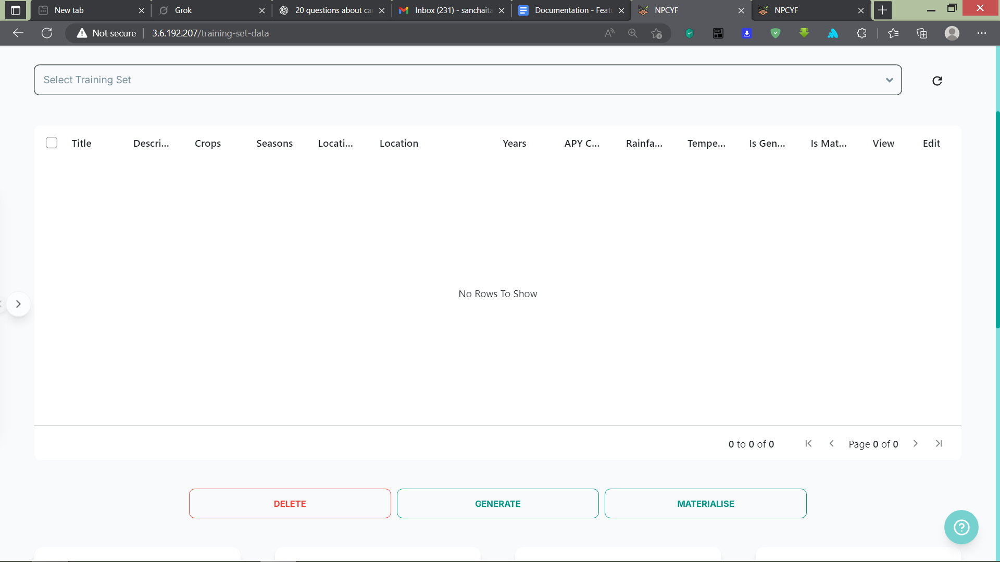 New tab
Grok
20 questions about ca
Inbox (231) - sanchaita
Documentation - Feat
NPCYF
NPCYF
Not secure
3.6.192.207/training-set-data
Select Training Set
Title Descri... Crops Seasons Locati... Location Years APY C... Rainfa... Tempe... Is Gen... Is Mat... View Edit
No Rows To Show
0 to 0 of 0 Page 0 of 0
DELETE GENERATE MATERIALISE